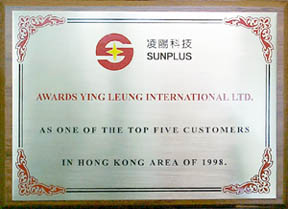 凌陽科技
SUNPLUS
AWARDS YING LEUNG INTERNATIONAL LTD.
AS ONE OF THE TOP FIVE CUSTOMERS
IN HONG KONG AREA OF 1998.